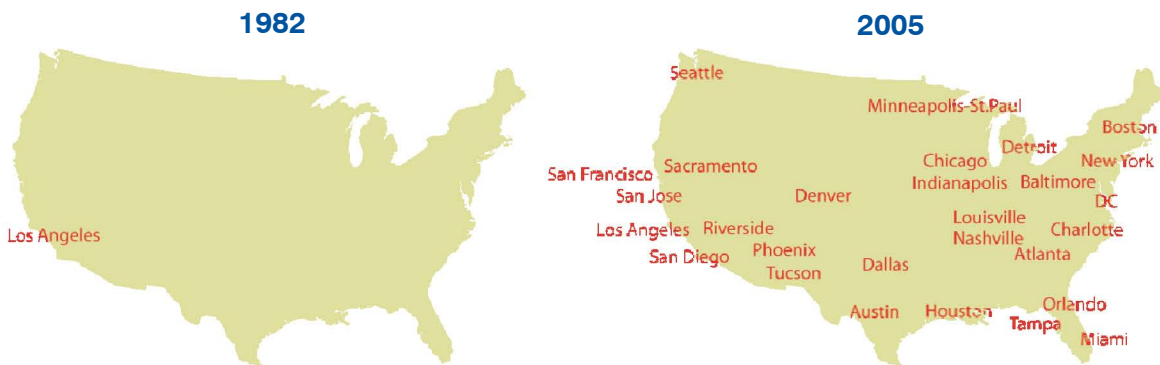 1982
Los Angeles
2005
Seattle
Minneapolis-St.Paul
Boston
Detroit
Chicago
New York
San Francisco
Sacramento
Indianapolis
Baltimore
San Jose
Denver
DC
Louisville
Los Angeles
Riverside
Nashville
Charlotte
San Diego
Phoenix
Atlanta
Tucson
Dallas
Austin
Houston
Orlando
Tampa
Miami